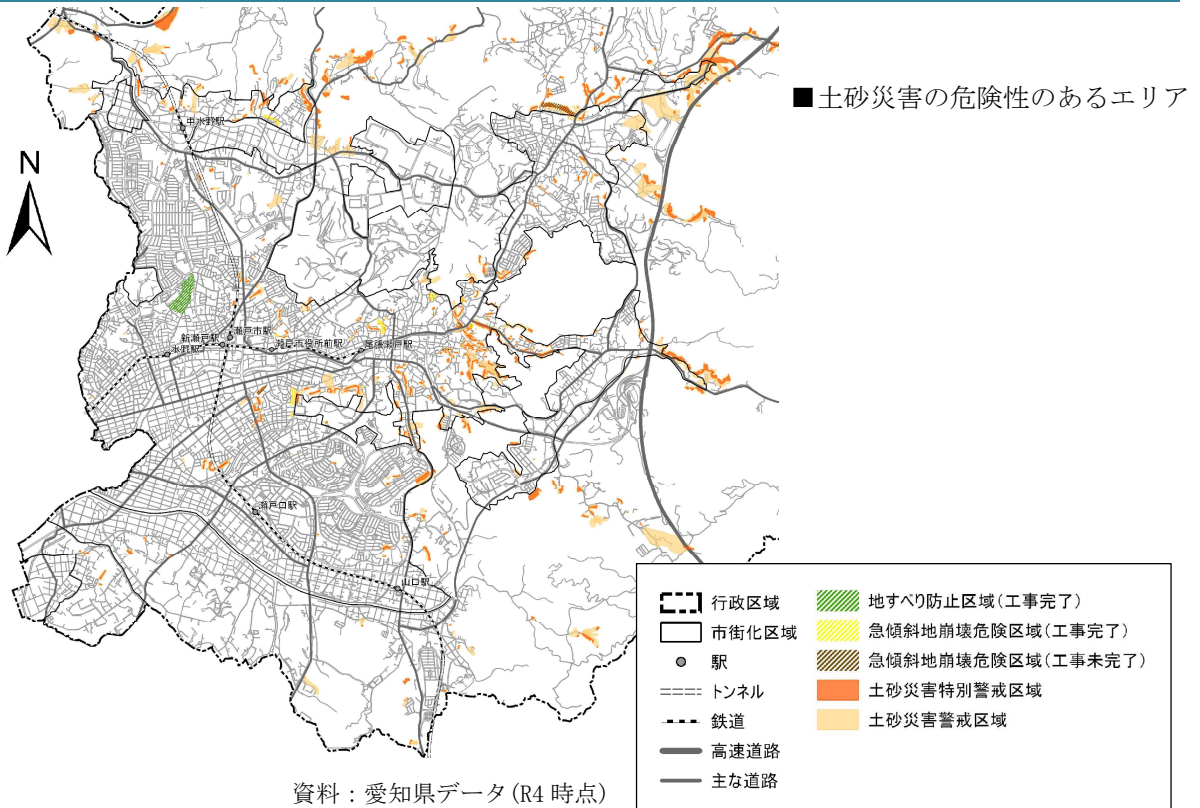 ■土砂災害の危険性のあるエリア
N
中水野駅
瀬戸市駅
新瀬戸駅
水野駅
瀬戸市役所前駅
尾張瀬戸駅
瀬戸口駅
山口駅
行政区域
市街化区域
駅
トンネル
鉄道
高速道路
主な道路
地すべり防止区域(工事完了)
急傾斜地崩壊危険区域(工事完了)
急傾斜地崩壊危険区域(工事未完了)
土砂災害特別警戒区域
土砂災害警戒区域
資料：愛知県データ(R4 時点)